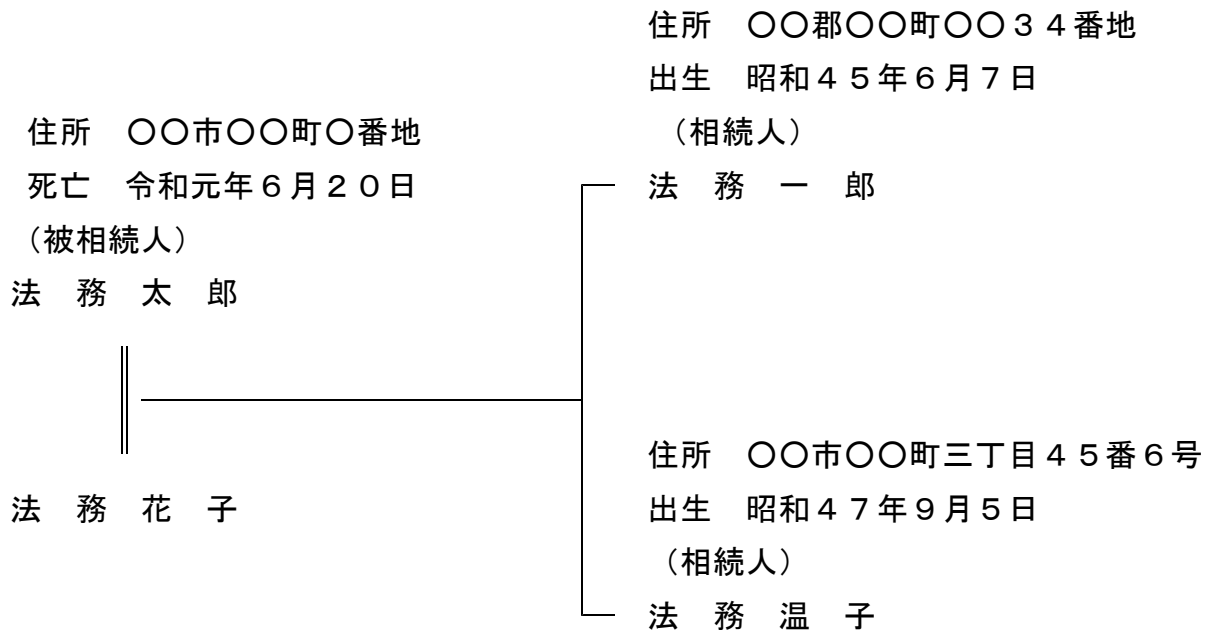 住所　〇〇郡〇〇町〇〇３４番地
出生　昭和４５年６月７日
（相続人）
法　務　一　郎
住所　〇〇市〇〇町〇番地
死亡　令和元年６月２０日
（被相続人）
法　務　太　郎
法　務　花　子
住所　〇〇市〇〇町三丁目４５番６号
出生　昭和４７年９月５日
（相続人）
法　務　温　子